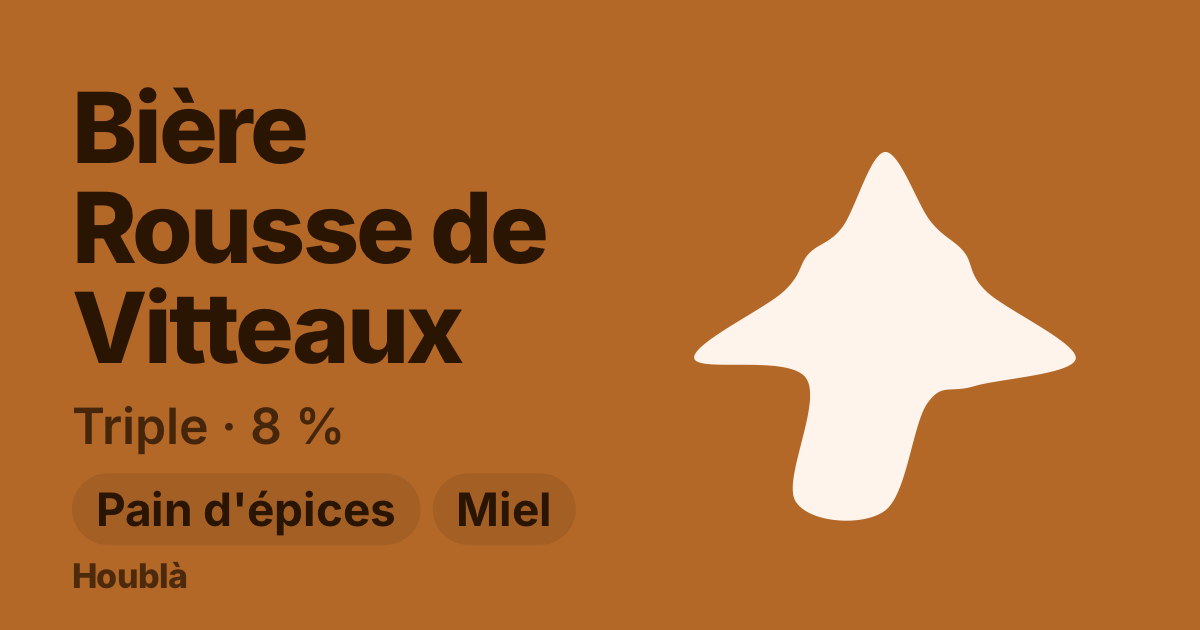 Bière
Rousse de
Vitteaux
Triple · 8 %
Pain d'épices Miel
Houblà